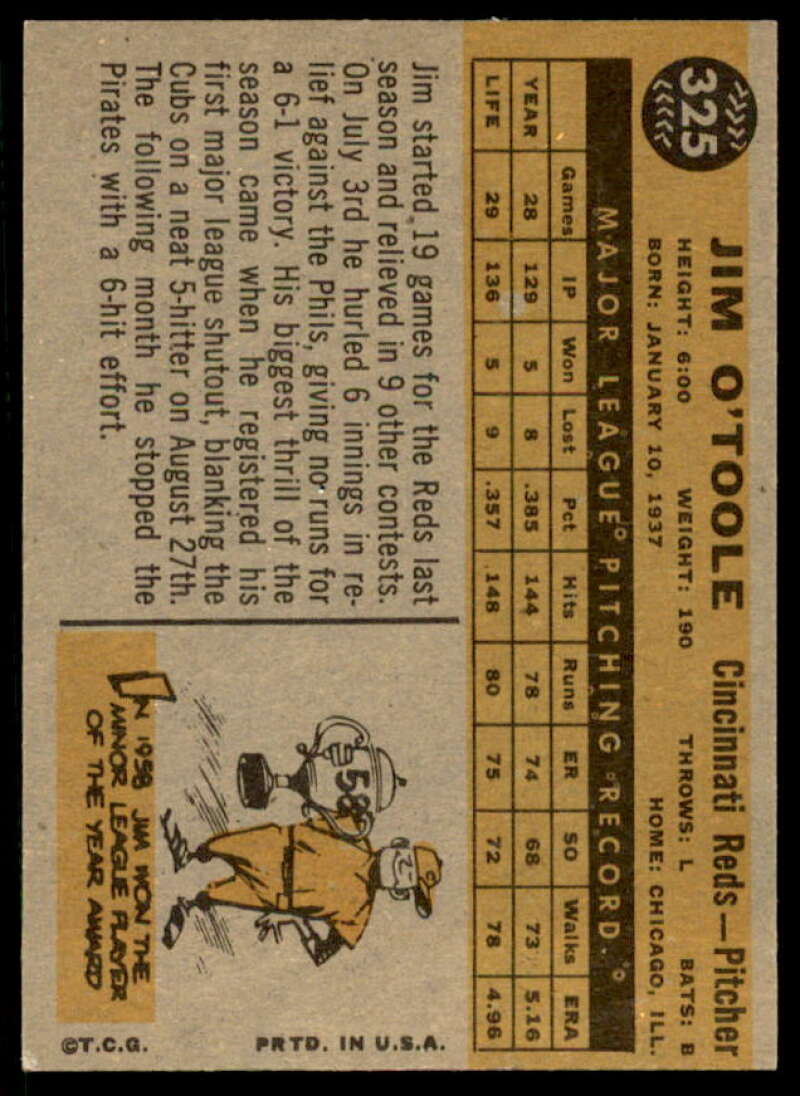 325
JIM O'TOOLE Cincinnati Reds—Pitcher
HEIGHT: 6:00 WEIGHT: 190 THROWS: L BATS: B
BORN: JANUARY 10, 1937 HOME: CHICAGO, ILL.
MAJOR LEAGUE PITCHING RECORD
Games IP Won Lost Pct Hits Runs ER SO Walks ERA
YEAR 28 129 5 8 .385 144 78 74 68 73 5.16
LIFE 29 136 5 9 .357 148 80 75 72 78 4.96
Jim started 19 games for the Reds last
season and relieved in 9 other contests.
On July 3rd he hurled 6 innings in re-
lief against the Phils, giving no runs for
a 6-1 victory. His biggest thrill of the
season came when he registered his
first major league shutout, blanking the
Cubs on a neat 5-hitter on August 27th.
The following month he stopped the
Pirates with a 6-hit effort.
58
IN 1958 JIM WON THE
MINOR LEAGUE PLAYER
OF THE YEAR AWARD
©T.C.G. PRTD. IN U.S.A.